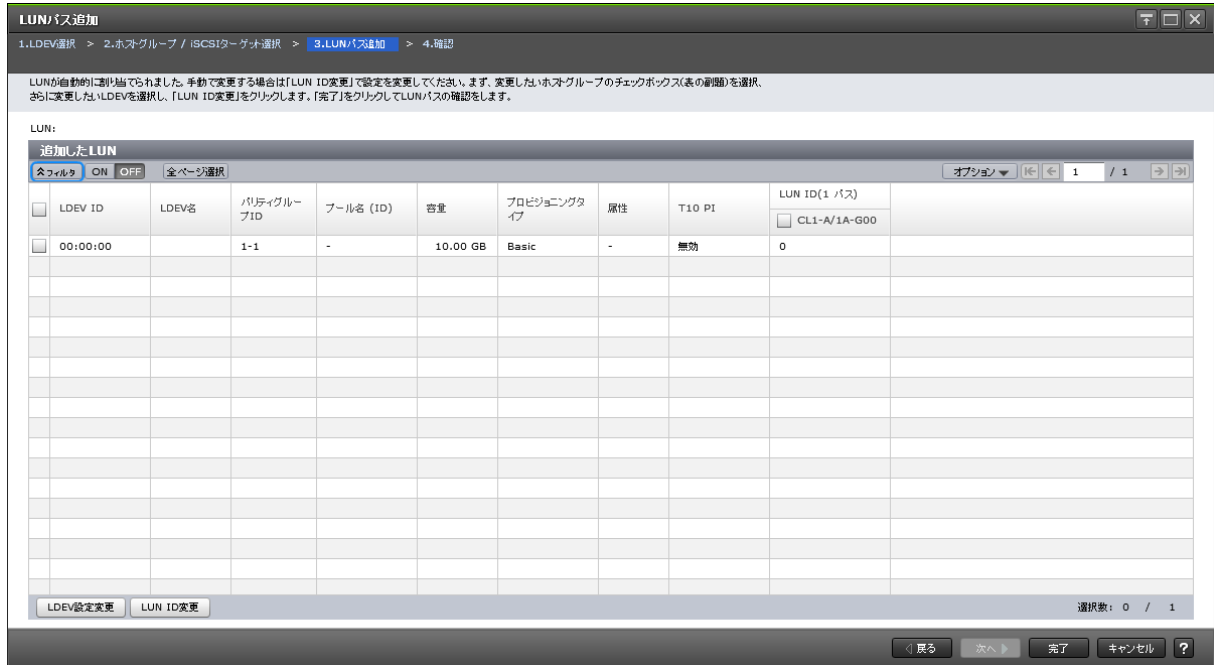 LUNパス追加
1.LDEV選択 > 2.ホストグループ / iSCSIターゲット選択 > 3.LUNパス追加 > 4.確認
LUNが自動的に割り当てられました。手動で変更する場合は「LUN ID変更」で設定を変更してください。まず、変更したいホストグループのチェックボックス(表の副題)を選択、
さらに変更したいLDEVを選択し、「LUN ID変更」をクリックします。「完了」をクリックしてLUNパスの確認をします。
LUN:
追加したLUN
フィルタ ON OFF 全ページ選択 オプション 1 / 1
LDEV ID LDEV名 パリティグループID プール名 (ID) 容量 プロビジョニングタイプ 属性 T10 PI LUN ID(1 パス)
CL1-A/1A-G00
00:00:00 1-1 - 10.00 GB Basic - 無効 0
LDEV設定変更 LUN ID変更 選択数: 0 / 1
戻る 次へ 完了 キャンセル ?